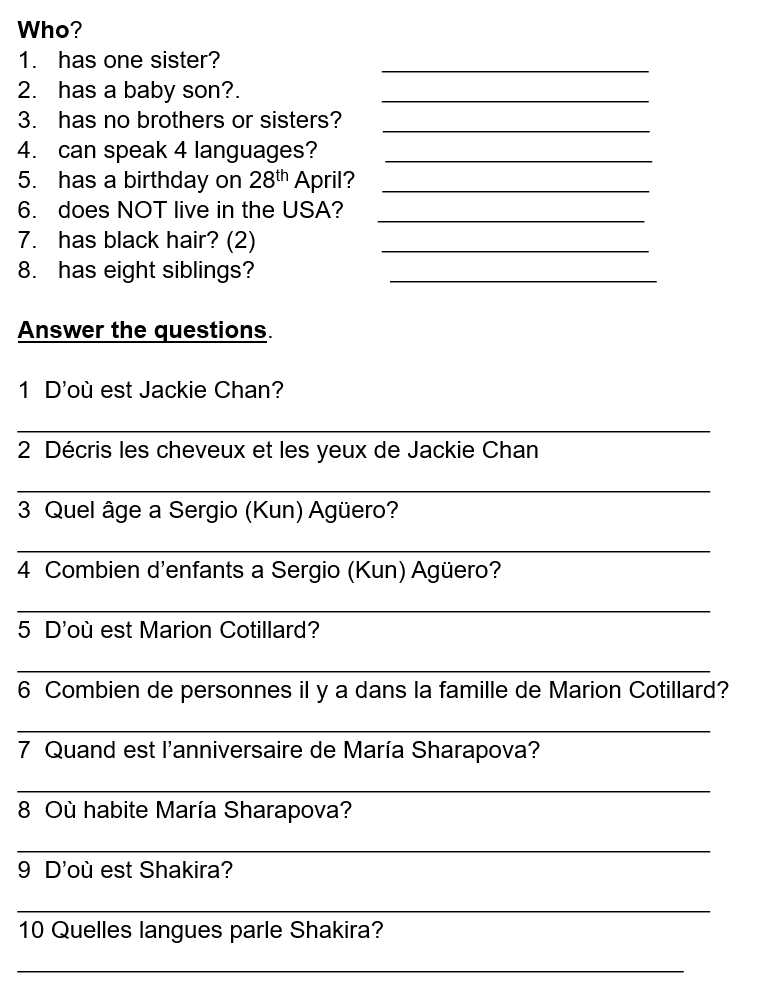 Who?
1. has one sister?
2. has a baby son?.
3. has no brothers or sisters?
4. can speak 4 languages?
5. has a birthday on 28th April?
6. does NOT live in the USA?
7. has black hair? (2)
8. has eight siblings?
Answer the questions.
1 D’où est Jackie Chan?
2 Décris les cheveux et les yeux de Jackie Chan
3 Quel âge a Sergio (Kun) Agüero?
4 Combien d’enfants a Sergio (Kun) Agüero?
5 D’où est Marion Cotillard?
6 Combien de personnes il y a dans la famille de Marion Cotillard?
7 Quand est l’anniversaire de María Sharapova?
8 Où habite María Sharapova?
9 D’où est Shakira?
10 Quelles langues parle Shakira?